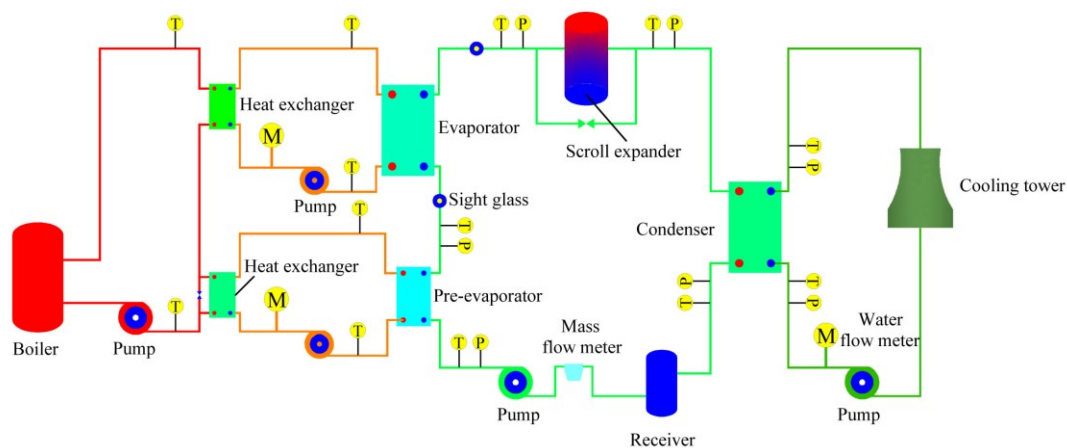 T
T
T
P
T
P
Heat exchanger
Evaporator
M
T
Pump
Scroll expander
T
P
Cooling tower
Sight glass
T
T
P
Condenser
Heat exchanger
M
T
Pre-evaporator
P
T
T
P
Boiler
Pump
T
T
P
Mass
flow meter
Water
flow meter
M
Pump
Receiver
Pump